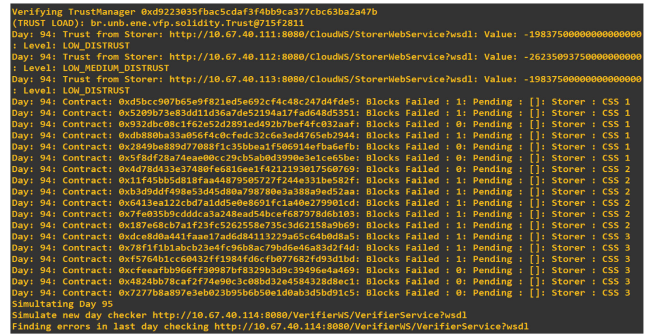 Verifying TrustManager 0xd9223035fbac5cdaf3f4bb9ca377cbc63ba2a47b
(TRUST LOAD): br.unb.ene.vfp.solidity.Trust@715f2811
Day: 94: Trust from Storer: http://10.67.40.111:8080/CloudWS/StorerWebService?wsdl: Value: -19837500000000000000
: Level: LOW_DISTRUST
Day: 94: Trust from Storer: http://10.67.40.112:8080/CloudWS/StorerWebService?wsdl: Value: -26235093750000000000
: Level: LOW_MEDIUM_DISTRUST
Day: 94: Trust from Storer: http://10.67.40.113:8080/CloudWS/StorerWebService?wsdl: Value: -19837500000000000000
: Level: LOW_DISTRUST
Day: 94: Contract: 0xd5bcc907b65e9f821ed5e692cf4c48c247d4fde5: Blocks Failed : 1: Pending : []: Storer : CSS 1
Day: 94: Contract: 0x5209b73e83dd11d36a7de52194a17fad648d5351: Blocks Failed : 1: Pending : []: Storer : CSS 1
Day: 94: Contract: 0x932dbc08c1f62e52d2891ed492b7bef4fc032aaf: Blocks Failed : 0: Pending : []: Storer : CSS 1
Day: 94: Contract: 0xdb880ba33a056f4c0cfedc32c6e3ed4765eb2944: Blocks Failed : 1: Pending : []: Storer : CSS 1
Day: 94: Contract: 0x2849be889d77088f1c35bbea1f506914efba6efb: Blocks Failed : 0: Pending : []: Storer : CSS 1
Day: 94: Contract: 0x5f8df28a74eae00cc29cb5ab0d3990e3e1ce65be: Blocks Failed : 0: Pending : []: Storer : CSS 1
Day: 94: Contract: 0x4d78d433e37480fe6816ee1f4212193017560769: Blocks Failed : 0: Pending : []: Storer : CSS 2
Day: 94: Contract: 0x11f45bb5d818faa44879505727f244e331be582f: Blocks Failed : 1: Pending : []: Storer : CSS 2
Day: 94: Contract: 0xb3d9ddf498e53d45d80a798780e3a388a9ed52aa: Blocks Failed : 1: Pending : []: Storer : CSS 2
Day: 94: Contract: 0x6413ea122cbd7a1dd5e0e8691fc1a40e279901cd: Blocks Failed : 1: Pending : []: Storer : CSS 2
Day: 94: Contract: 0x7fe035b9cdddca3a248ead54bcef687978d6b103: Blocks Failed : 1: Pending : []: Storer : CSS 2
Day: 94: Contract: 0x187e68cb7a1f23fc5262558e735c3d62158a9b69: Blocks Failed : 1: Pending : []: Storer : CSS 2
Day: 94: Contract: 0xdce8d0a441faae17ad6d84113229a65c64b0d8a5: Blocks Failed : 1: Pending : []: Storer : CSS 3
Day: 94: Contract: 0x78f1f1b1abcb23e4fc96b8ac79bd6e46a83d2f4d: Blocks Failed : 1: Pending : []: Storer : CSS 3
Day: 94: Contract: 0xf5764b1cc60432ff1984fd6cfb077682fd93d1bd: Blocks Failed : 1: Pending : []: Storer : CSS 3
Day: 94: Contract: 0xcfeeafbb966ff30987bf8329b3d9c39496e4a469: Blocks Failed : 0: Pending : []: Storer : CSS 3
Day: 94: Contract: 0x4824bb78caf2f74e90c3c08bd32e4584328d8ec1: Blocks Failed : 0: Pending : []: Storer : CSS 3
Day: 94: Contract: 0x7277b8a897e3eb023b95b6b50e1d0ab3d5bd91c5: Blocks Failed : 0: Pending : []: Storer : CSS 3
Simultating Day 95
Simulate new day checker http://10.67.40.114:8080/VerifierWS/VerifierService?wsdl
Finding errors in last day checking http://10.67.40.114:8080/VerifierWS/VerifierService?wsdl